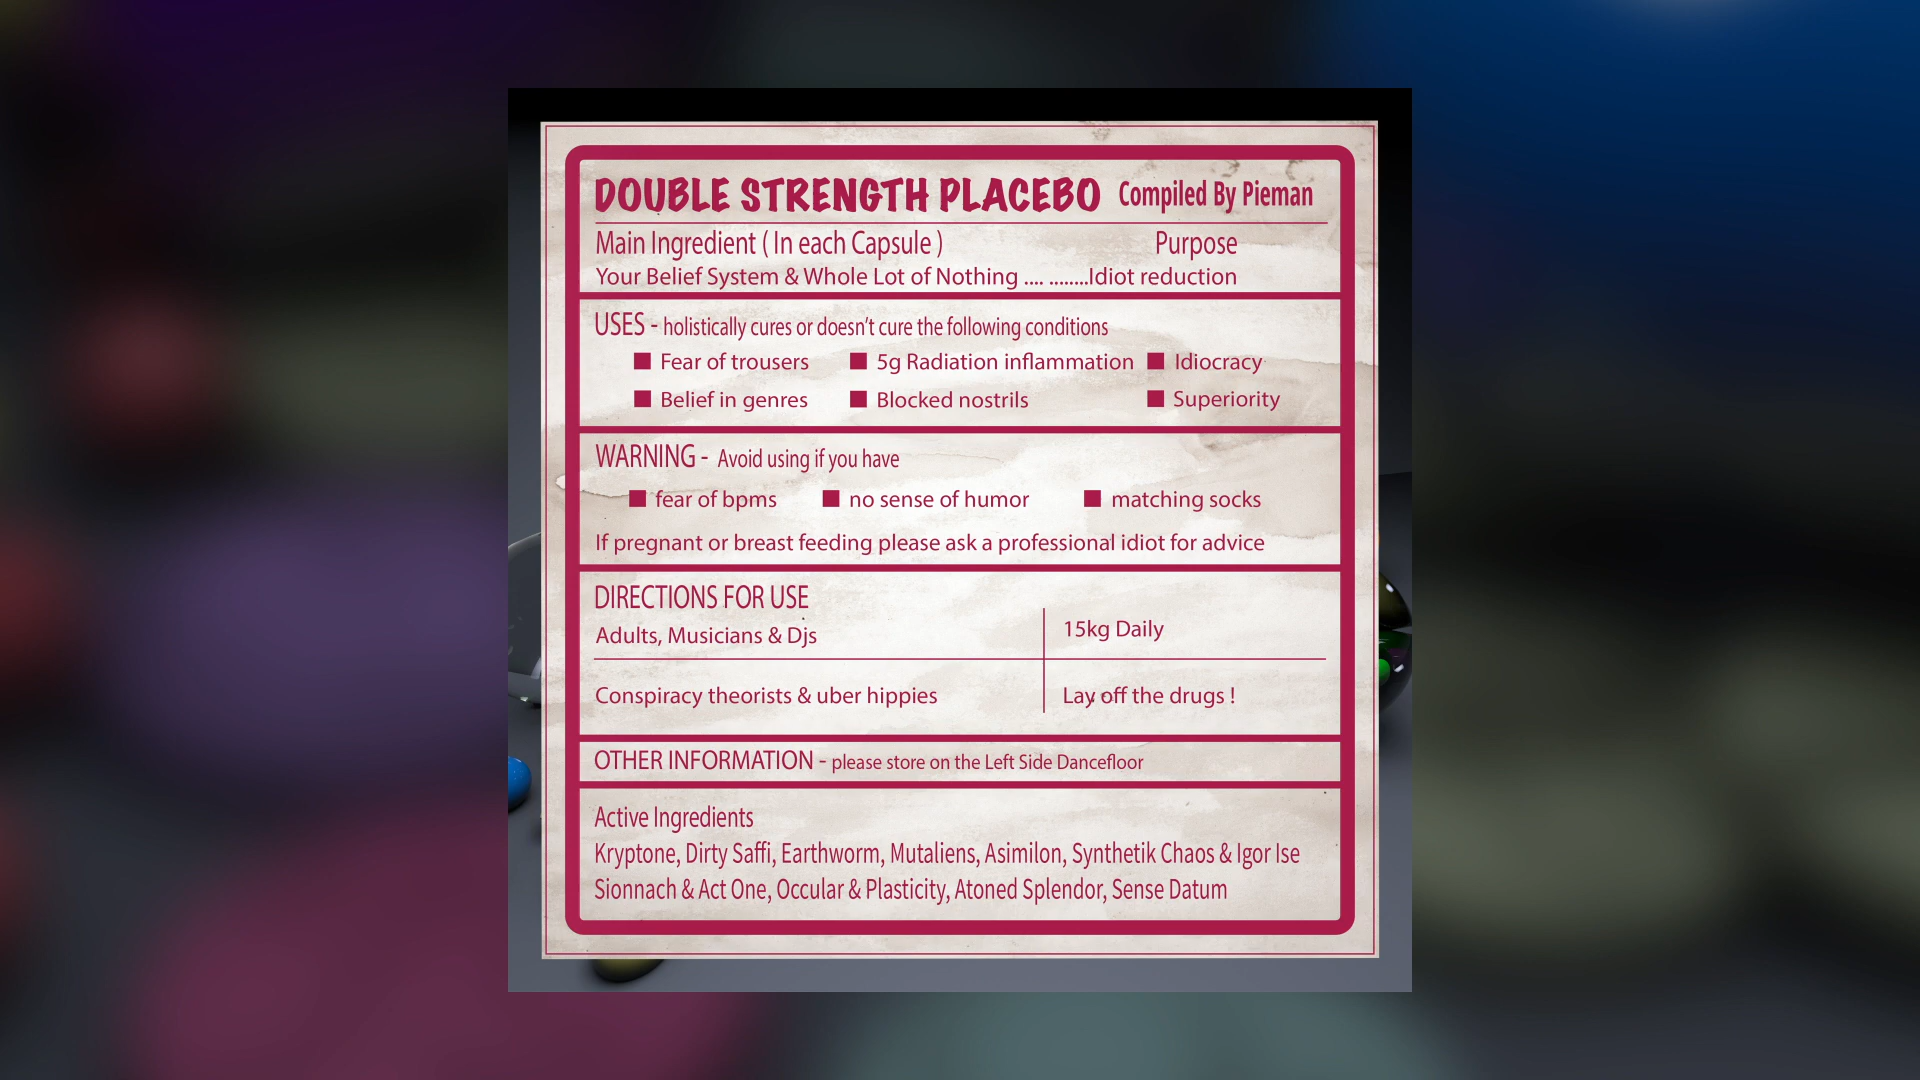 DOUBLE STRENGTH PLACEBO Compiled By Pieman
Main Ingredient ( In each Capsule ) Purpose
Your Belief System & Whole Lot of Nothing .... ........Idiot reduction
USES - holistically cures or doesn't cure the following conditions
■ Fear of trousers ■ 5g Radiation inflammation ■ Idiocracy
■ Belief in genres ■ Blocked nostrils ■ Superiority
WARNING - Avoid using if you have
■ fear of bpms ■ no sense of humor ■ matching socks
If pregnant or breast feeding please ask a professional idiot for advice
DIRECTIONS FOR USE
Adults, Musicians & Djs 15kg Daily
Conspiracy theorists & uber hippies Lay off the drugs !
OTHER INFORMATION - please store on the Left Side Dancefloor
Active Ingredients
Kryptone, Dirty Saffi, Earthworm, Mutaliens, Asimilon, Synthetik Chaos & Igor Ise
Sionnach & Act One, Occular & Plasticity, Atoned Splendor, Sense Datum